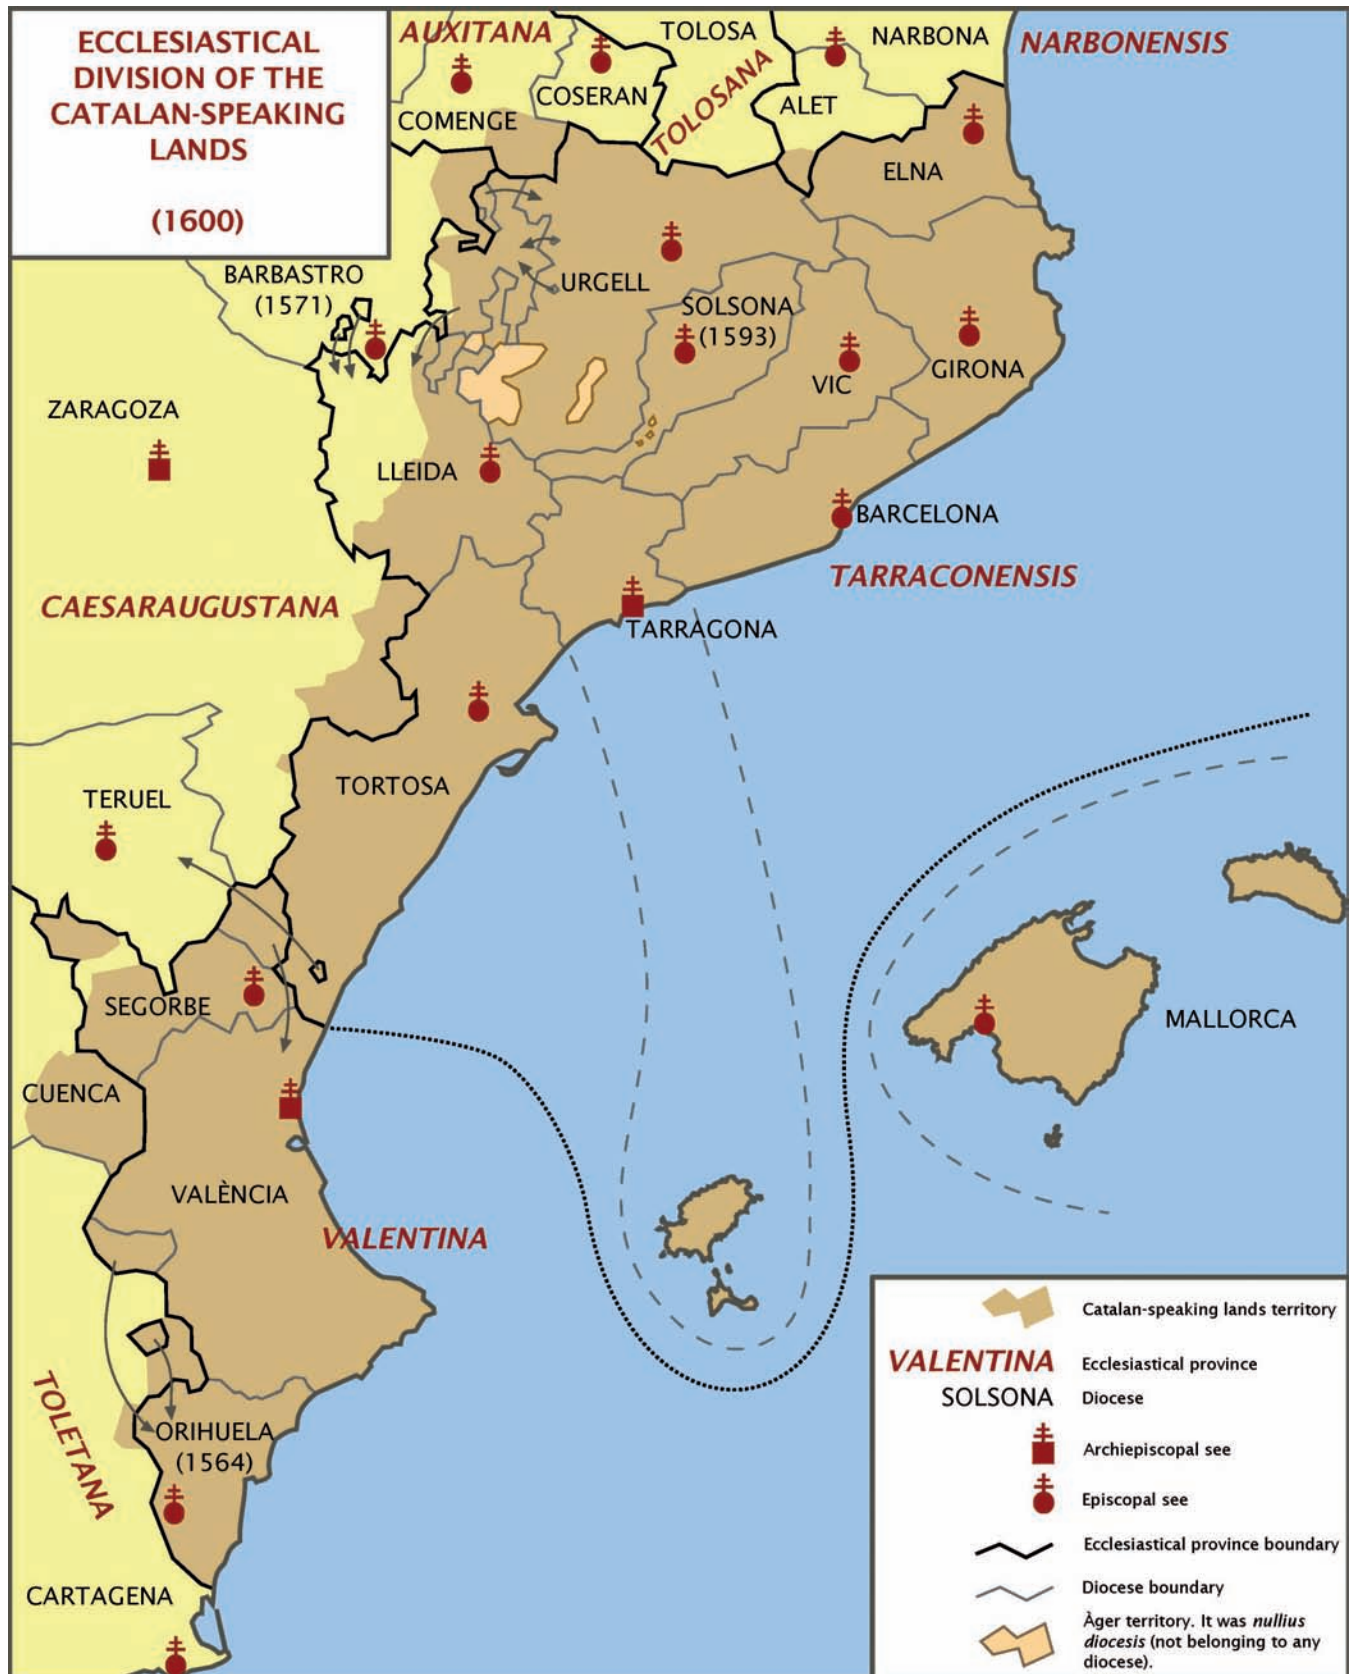 ECCLESIASTICAL
DIVISION OF THE
CATALAN-SPEAKING
LANDS
(1600)
AUXITANA
TOLOSA
NARBONA
NARBONENSIS
COSERAN
COMENGE
TOLOSANA
ALET
ELNA
BARBASTRO
(1571)
URGELL
SOLSONA
(1593)
VIC
GIRONA
ZARAGOZA
LLEIDA
BARCELONA
TARRACONENSIS
CAESARAUGUSTANA
TARRAGONA
TORTOSA
TERUEL
SEGORBE
MALLORCA
CUENCA
VALÈNCIA
VALENTINA
TOLETANA
ORIHUELA
(1564)
CARTAGENA
Catalan-speaking lands territory
VALENTINA Ecclesiastical province
SOLSONA Diocese
Archiepiscopal see
Episcopal see
Ecclesiastical province boundary
Diocese boundary
Àger territory. It was nullius
diocesis (not belonging to any
diocese).